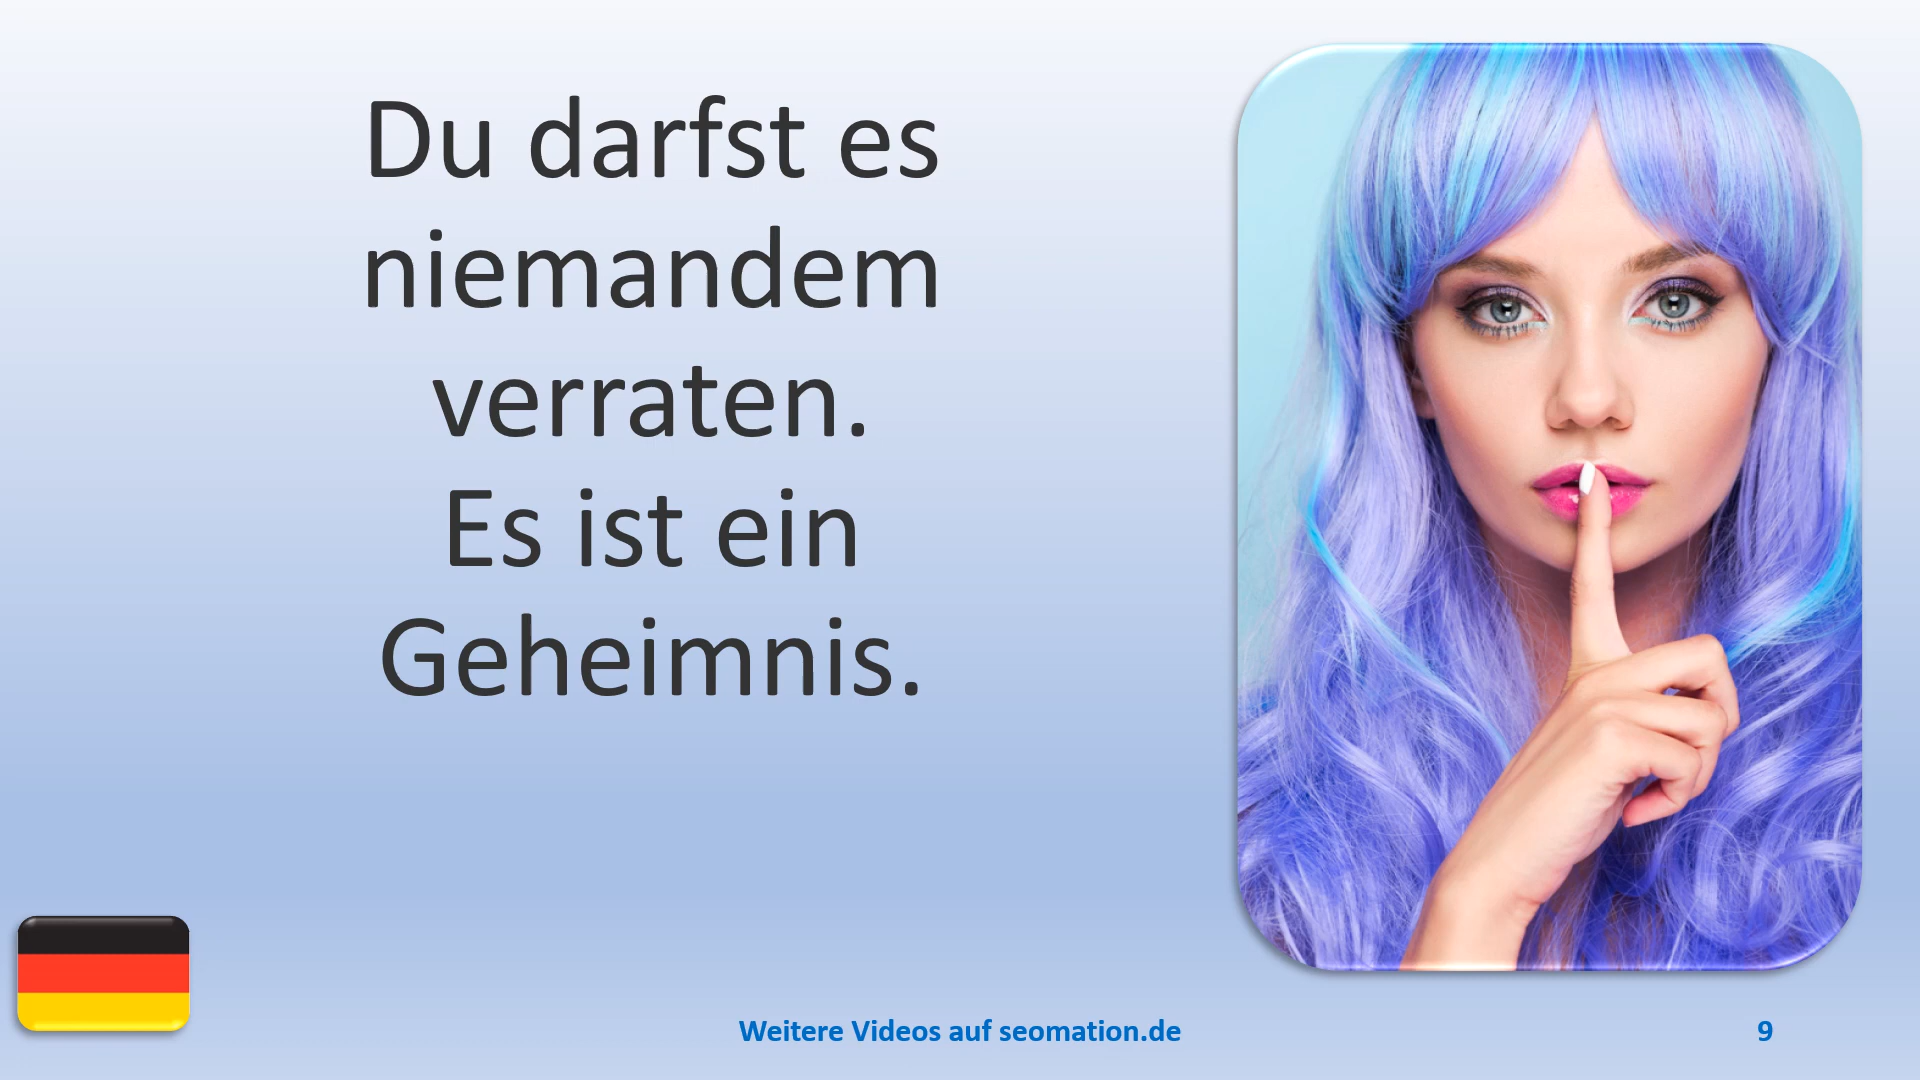 Du darfst es
niemandem
verraten.
Es ist ein
Geheimnis.
Weitere Videos auf seomation.de
9